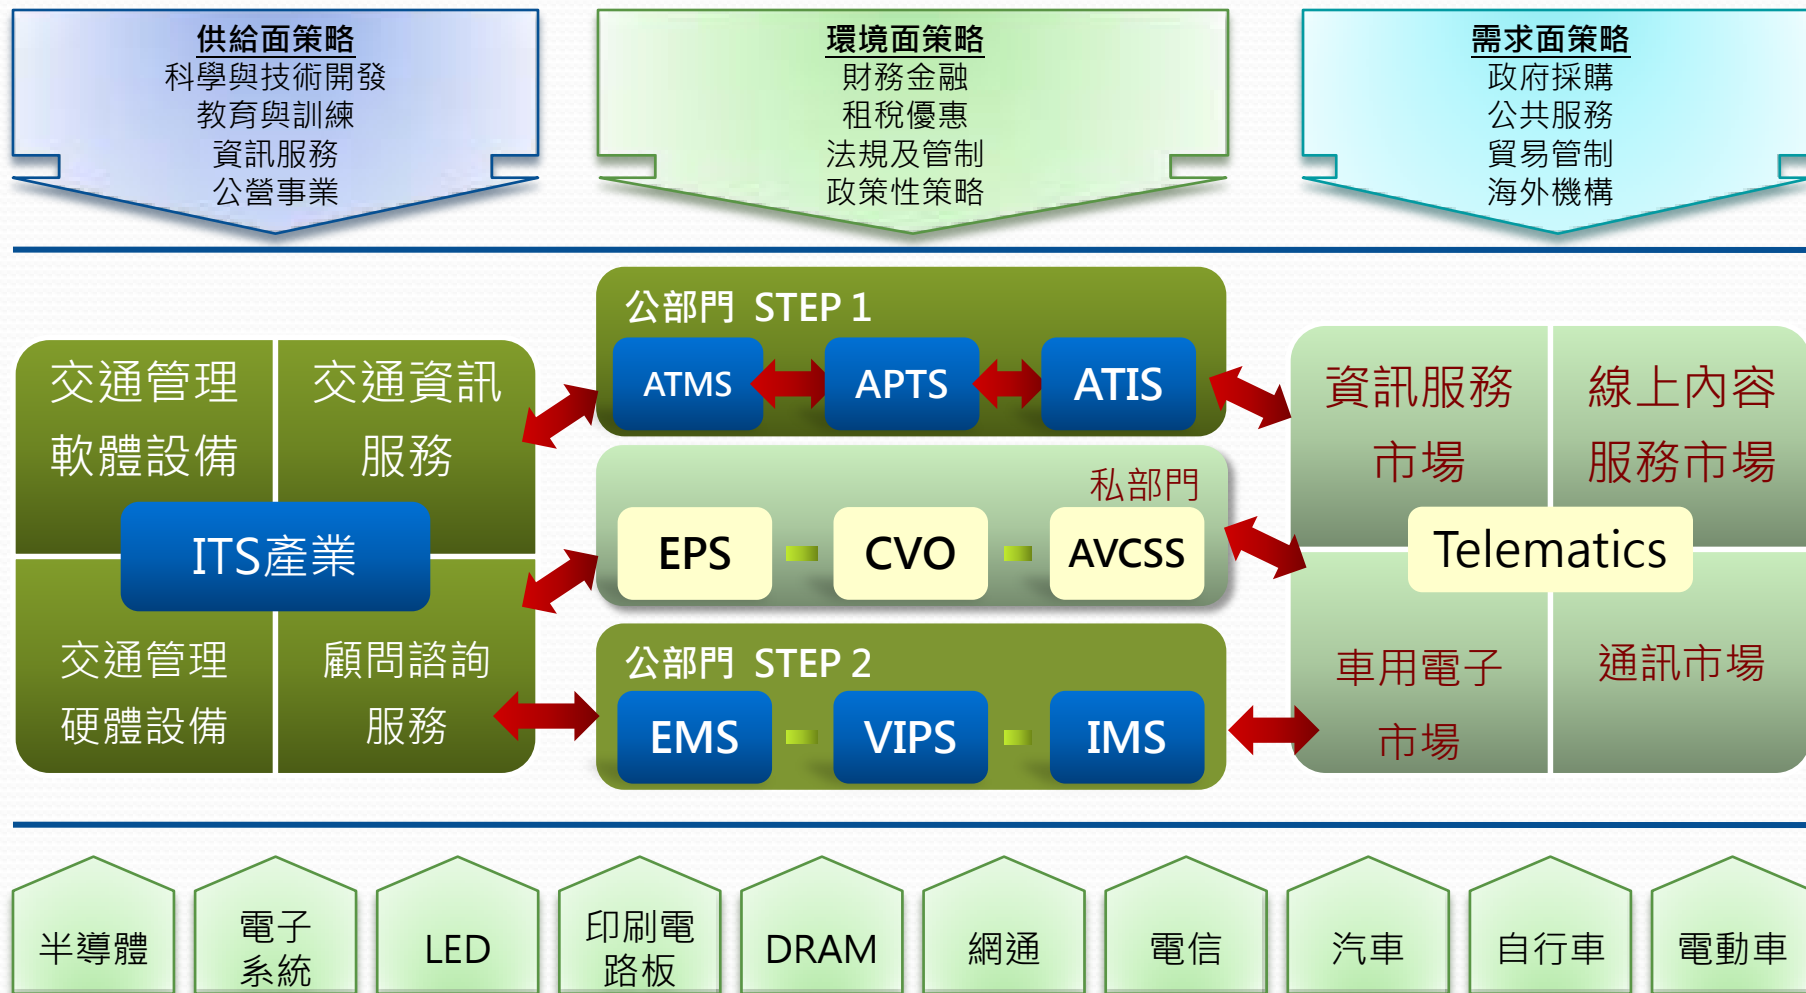 供給面策略
科學與技術開發
教育與訓練
資訊服務
公營事業
環境面策略
財務金融
租稅優惠
法規及管制
政策性策略
需求面策略
政府採購
公共服務
貿易管制
海外機構
交通管理
軟體設備
交通資訊
服務
ITS產業
交通管理
硬體設備
顧問諮詢
服務
公部門 STEP 1
ATMS
APTS
ATIS
私部門
EPS
CVO
AVCSS
公部門 STEP 2
EMS
VIPS
IMS
資訊服務
市場
線上內容
服務市場
Telematics
車用電子
市場
通訊市場
半導體
電子
系統
LED
印刷電
路板
DRAM
網通
電信
汽車
自行車
電動車